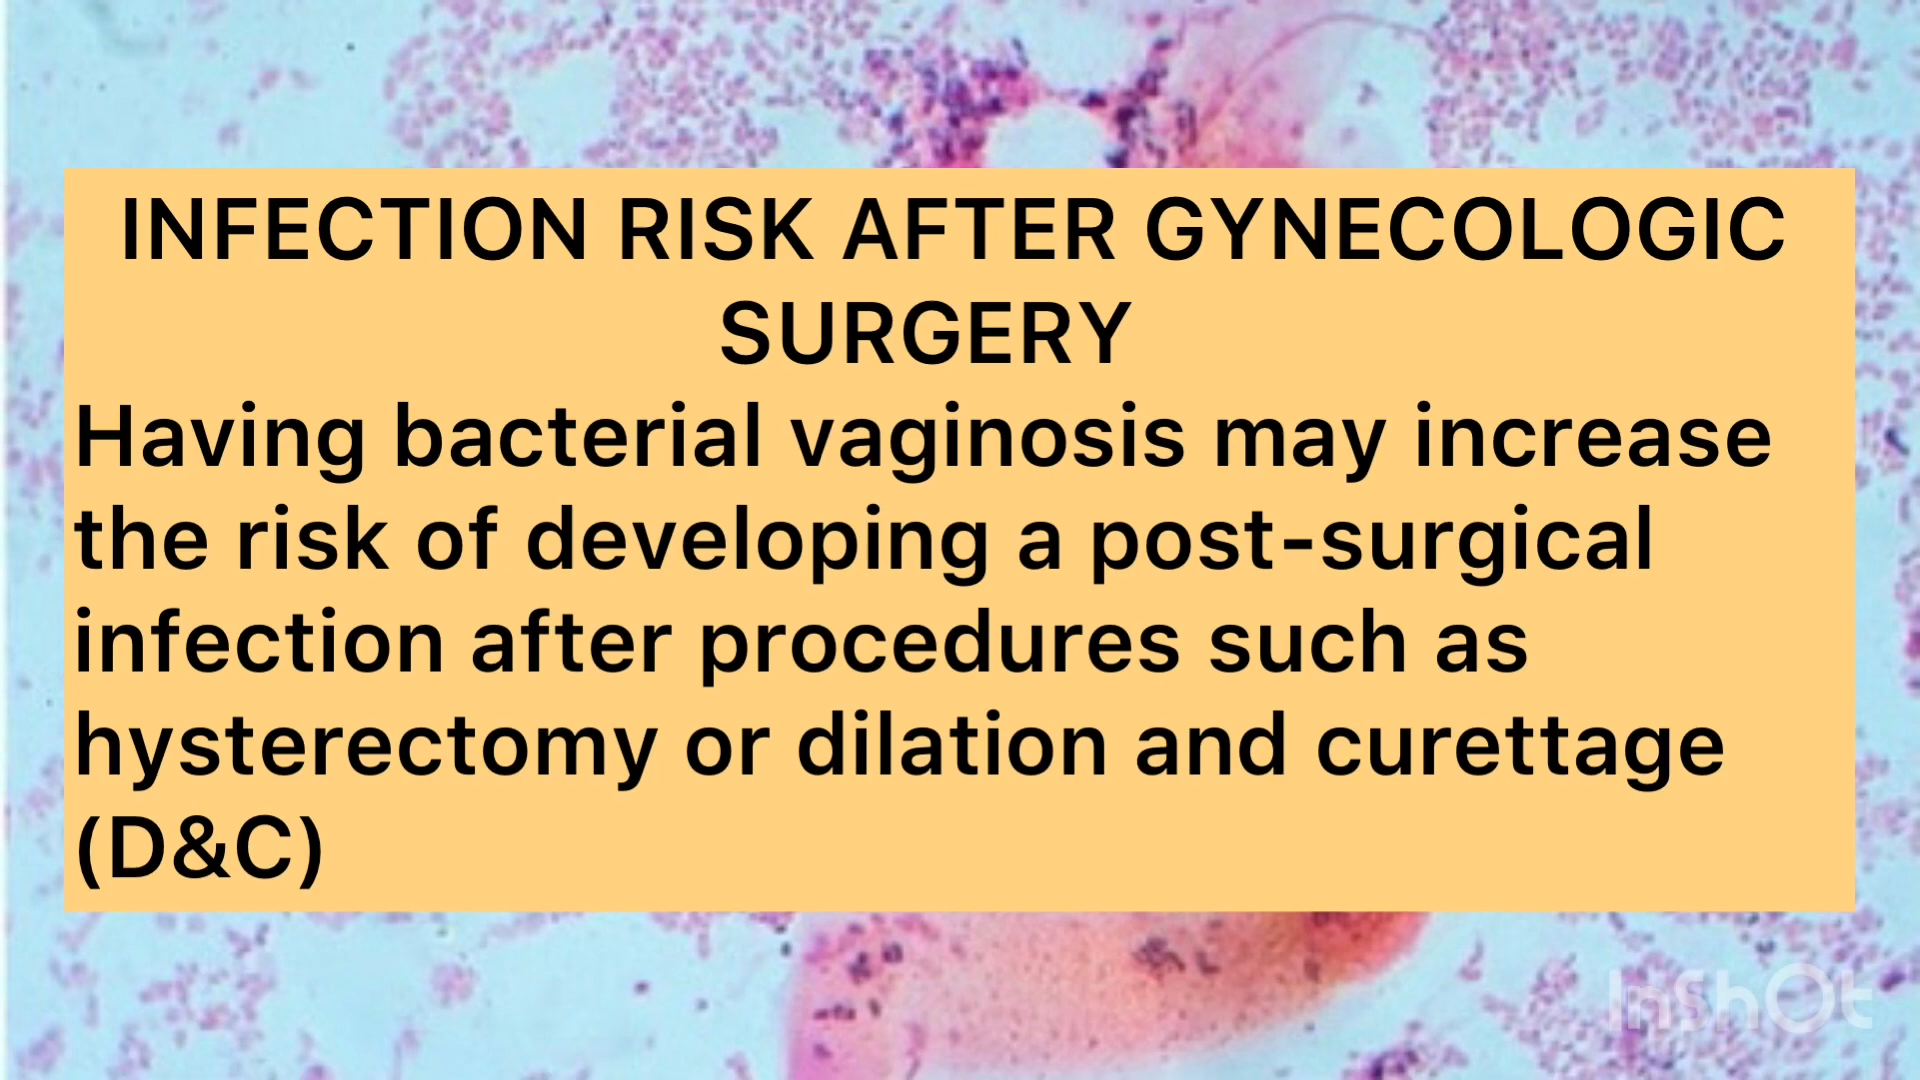 INFECTION RISK AFTER GYNECOLOGIC
SURGERY
Having bacterial vaginosis may increase
the risk of developing a post-surgical
infection after procedures such as
hysterectomy or dilation and curettage
(D&C)
InShOt